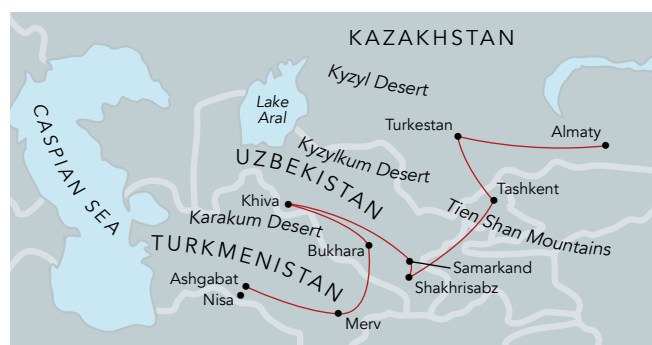 KAZAKHSTAN
Kyzyl Desert
Lake
Aral
Turkestan
Almaty
CASPIAN SEA
Kyzylkum Desert
UZBEKISTAN
Tashkent
Khiva
Karakum Desert
Tien Shan Mountains
TURKMENISTAN
Bukhara
Samarkand
Ashgabat
Shakhrisabz
Nisa
Merv